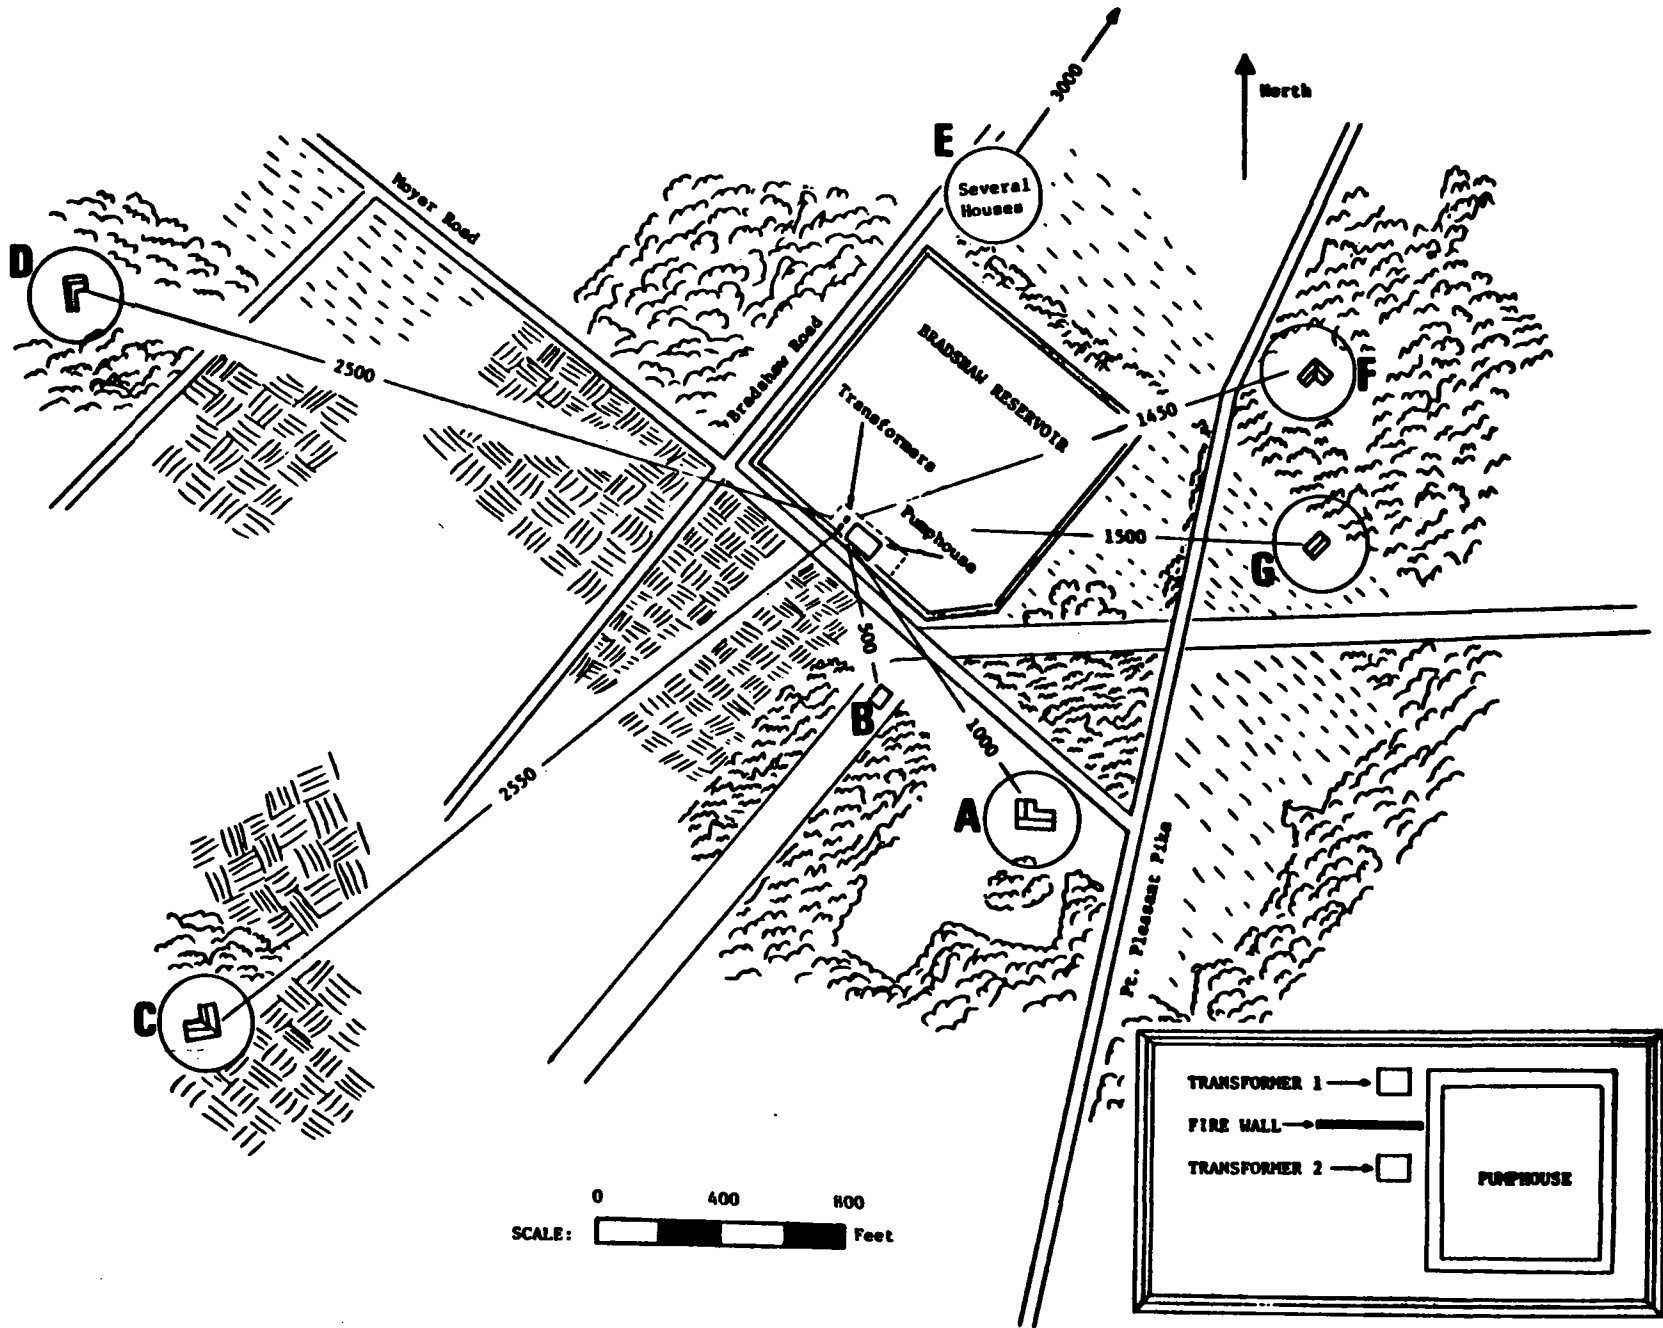 3000
North
E
Several
Houses
Moyer Road
D
Bradshaw Road
BRADSHAW RESERVOIR
Transformers
2500
F
1450
Pumphouse
1500
G
500
B
1000
2550
A
Pt. Pleasant Pike
C
TRANSFORMER 1
FIRE WALL
TRANSFORMER 2
PUMPHOUSE
0 400 800
SCALE: Feet